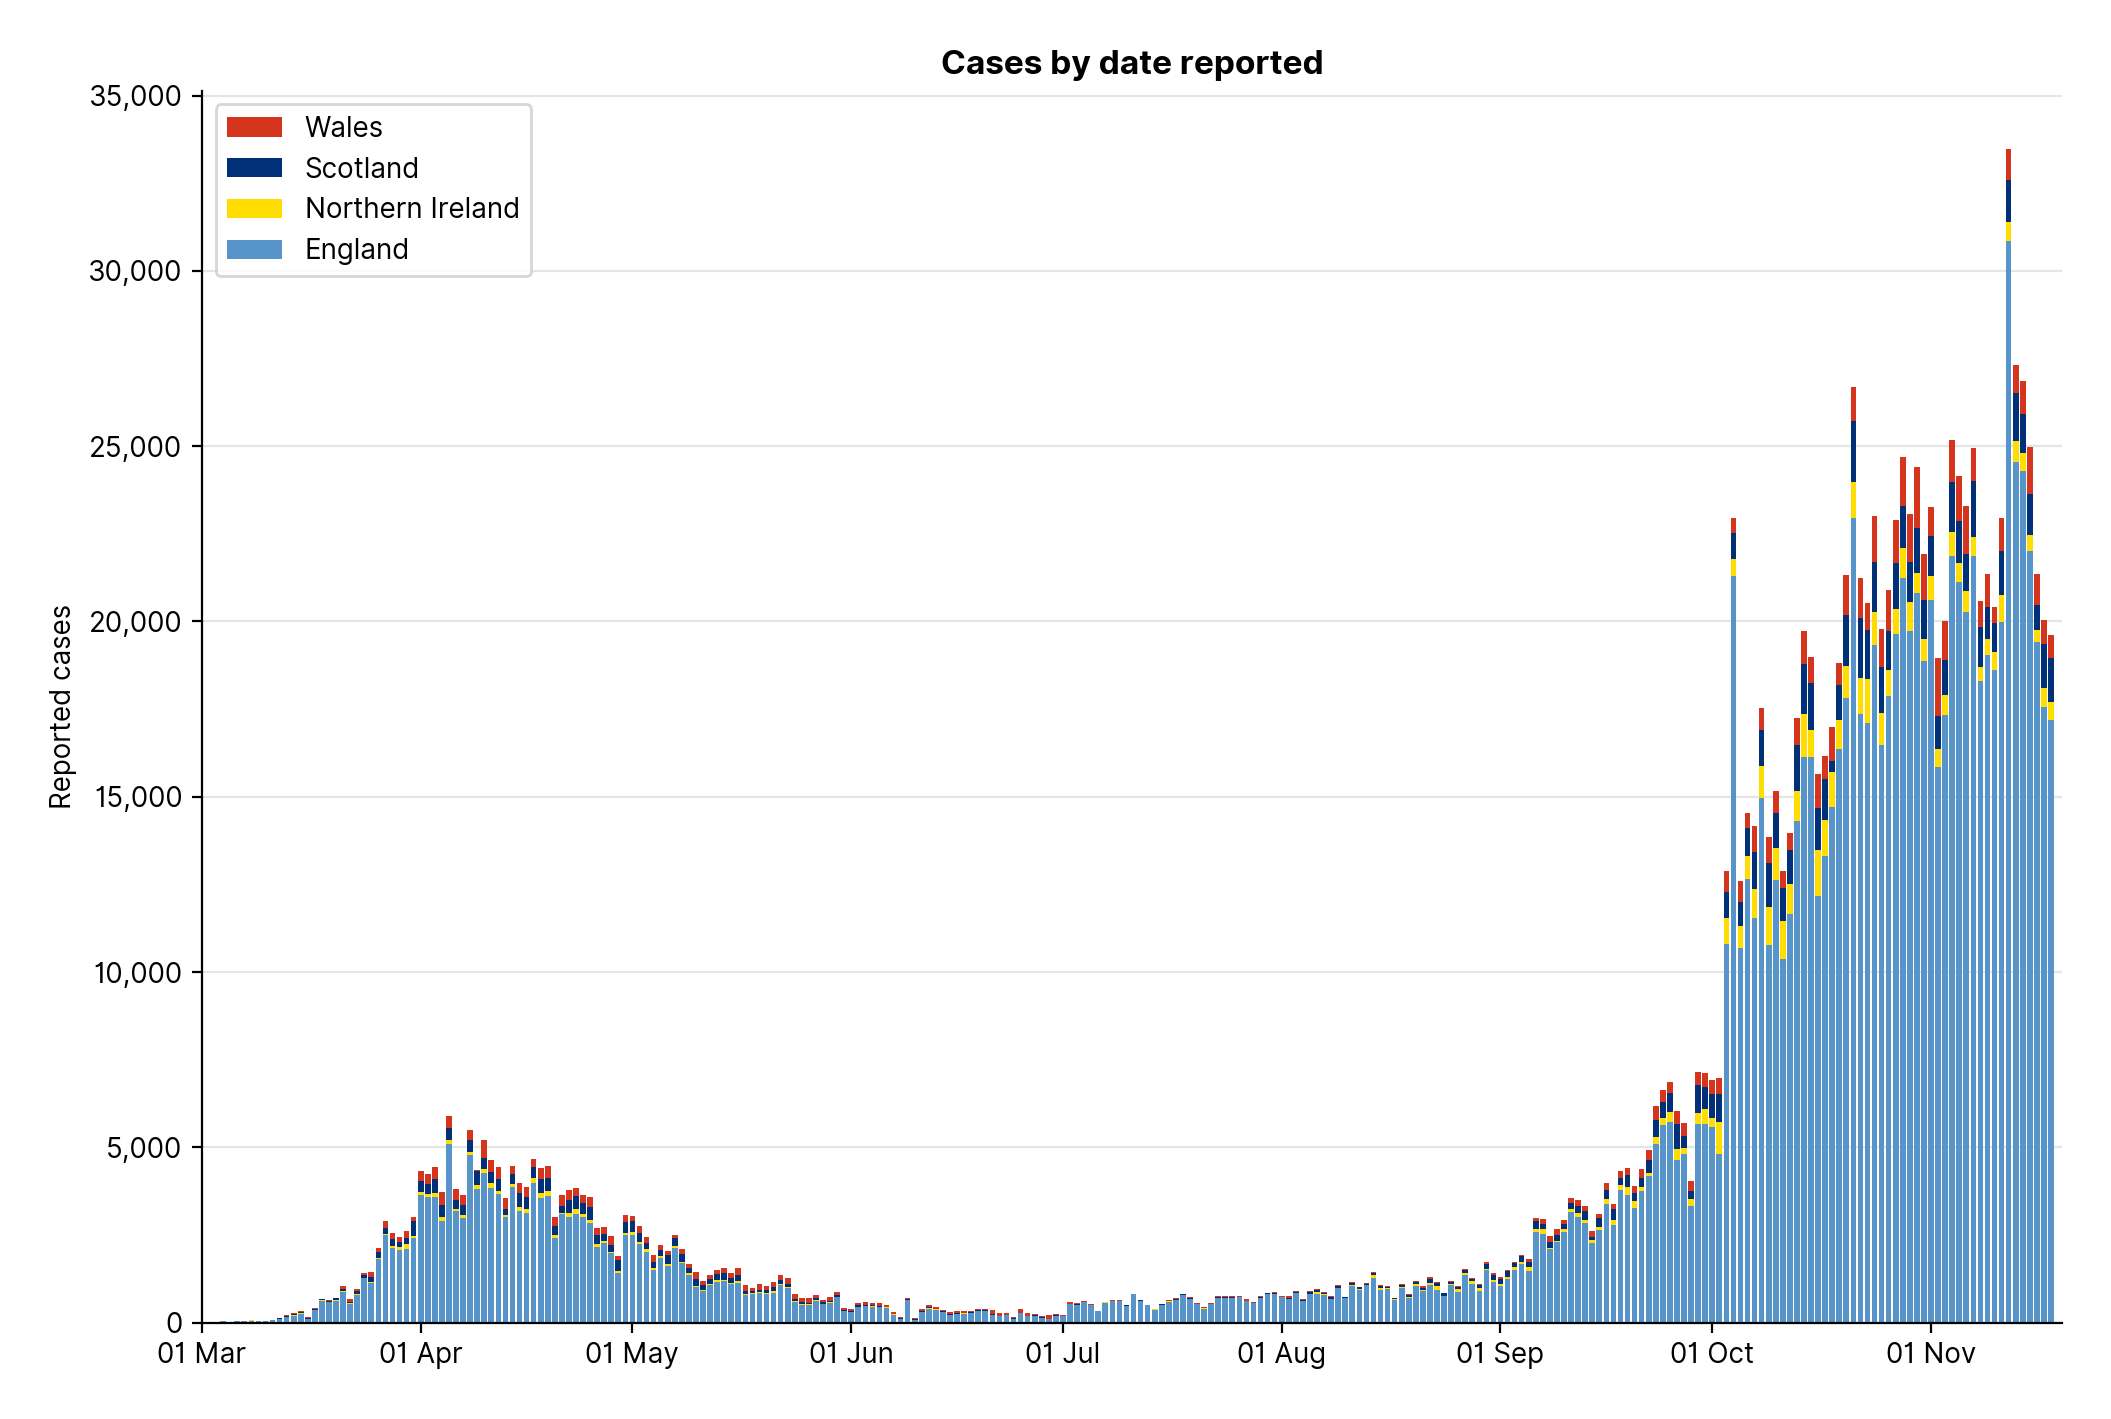 Cases by date reported
35,000
30,000
25,000
20,000
15,000
10,000
5,000
0
Reported cases
Wales
Scotland
Northern Ireland
England
01 Mar
01 Apr
01 May
01 Jun
01 Jul
01 Aug
01 Sep
01 Oct
01 Nov